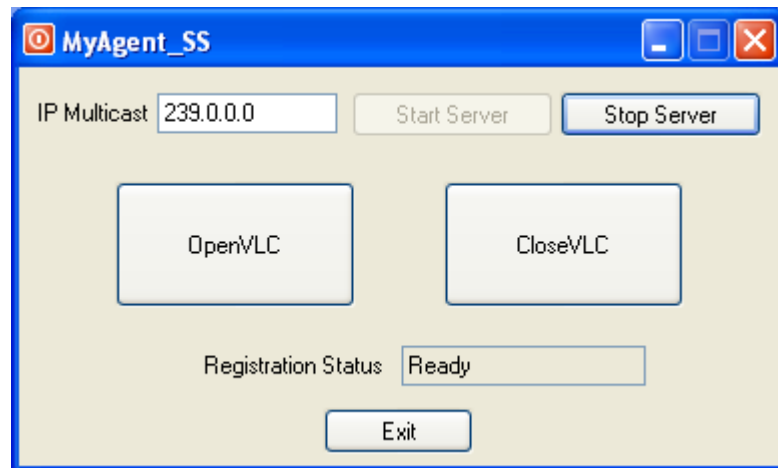 MyAgent_SS
IP Multicast 239.0.0.0 Start Server Stop Server
OpenVLC CloseVLC
Registration Status Ready
Exit